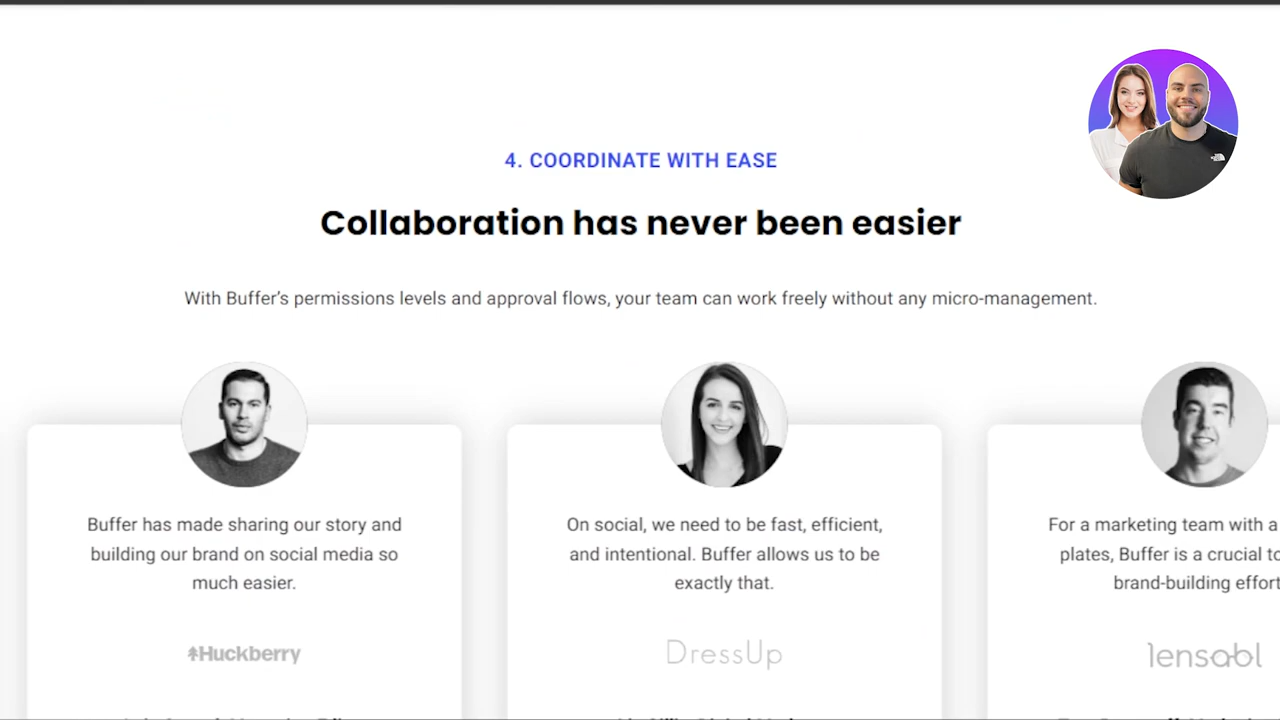 4. COORDINATE WITH EASE
Collaboration has never been easier
With Buffer's permissions levels and approval flows, your team can work freely without any micro-management.
Buffer has made sharing our story and
building our brand on social media so
much easier.
Huckberry
On social, we need to be fast, efficient,
and intentional. Buffer allows us to be
exactly that.
DressUp
For a marketing team with a
plates, Buffer is a crucial
brand-building
lensabl